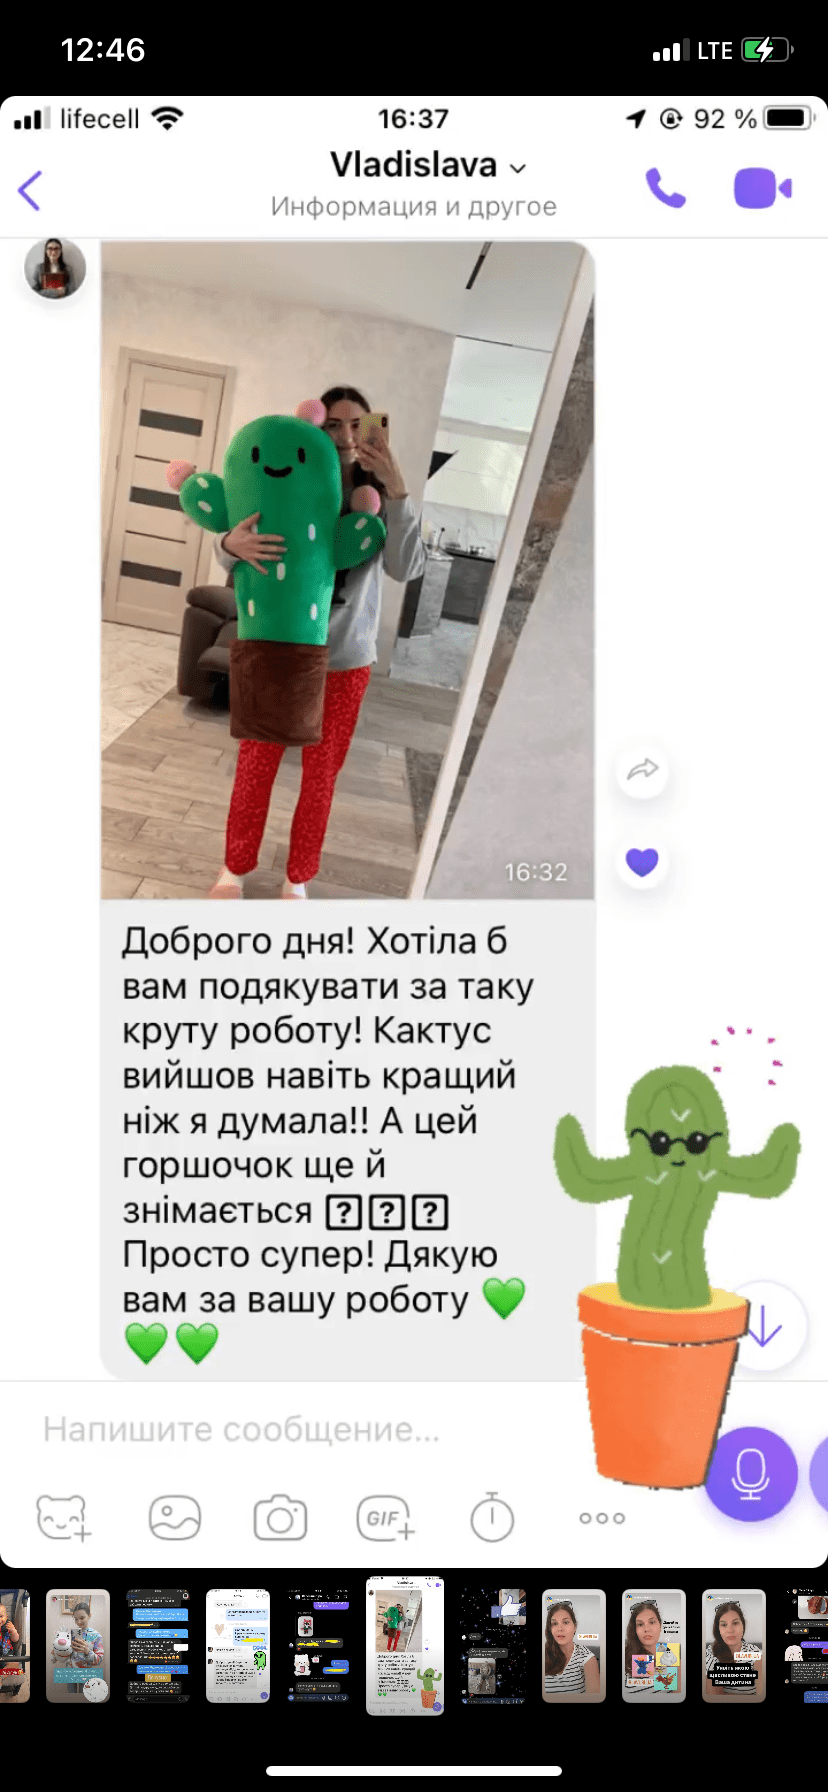 12:46
LTE
lifecell
16:37
92 %
Vladislava
Информация и другое
16:32
Доброго дня! Хотіла б
вам подякувати за таку
круту роботу! Кактус
вийшов навіть кращий
ніж я думала!! А цей
горшочок ще й
знімається
Просто супер! Дякую
вам за вашу роботу 💚
💚💚
Напишите сообщение...
GIF